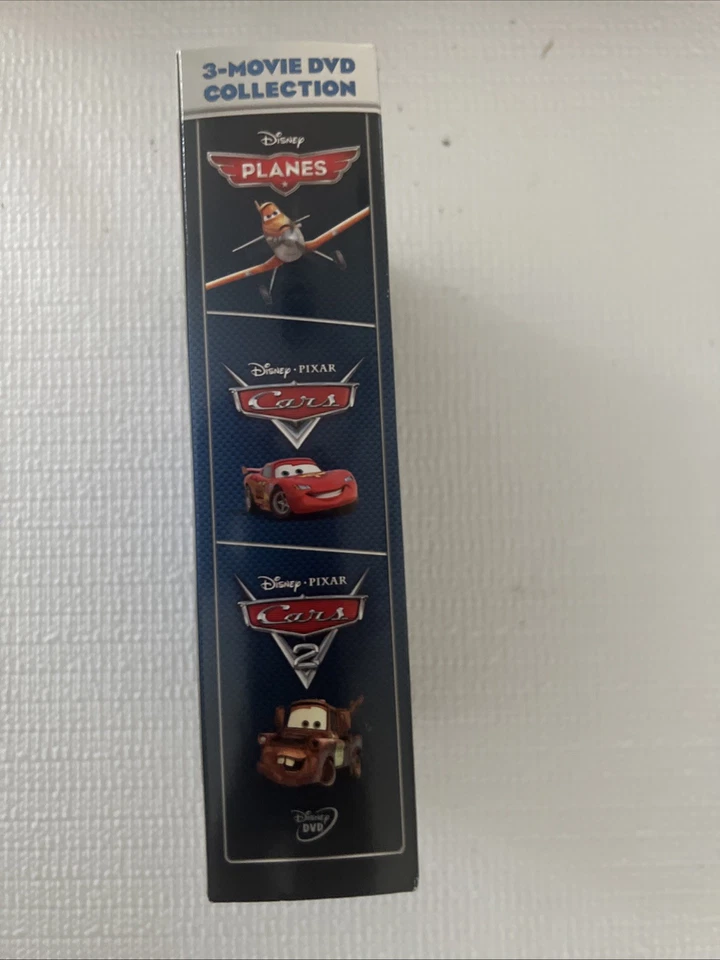 3-MOVIE DVD
COLLECTION
Disney
PLANES
Disney · PIXAR
Cars
Disney · PIXAR
Cars
2
Disney
DVD